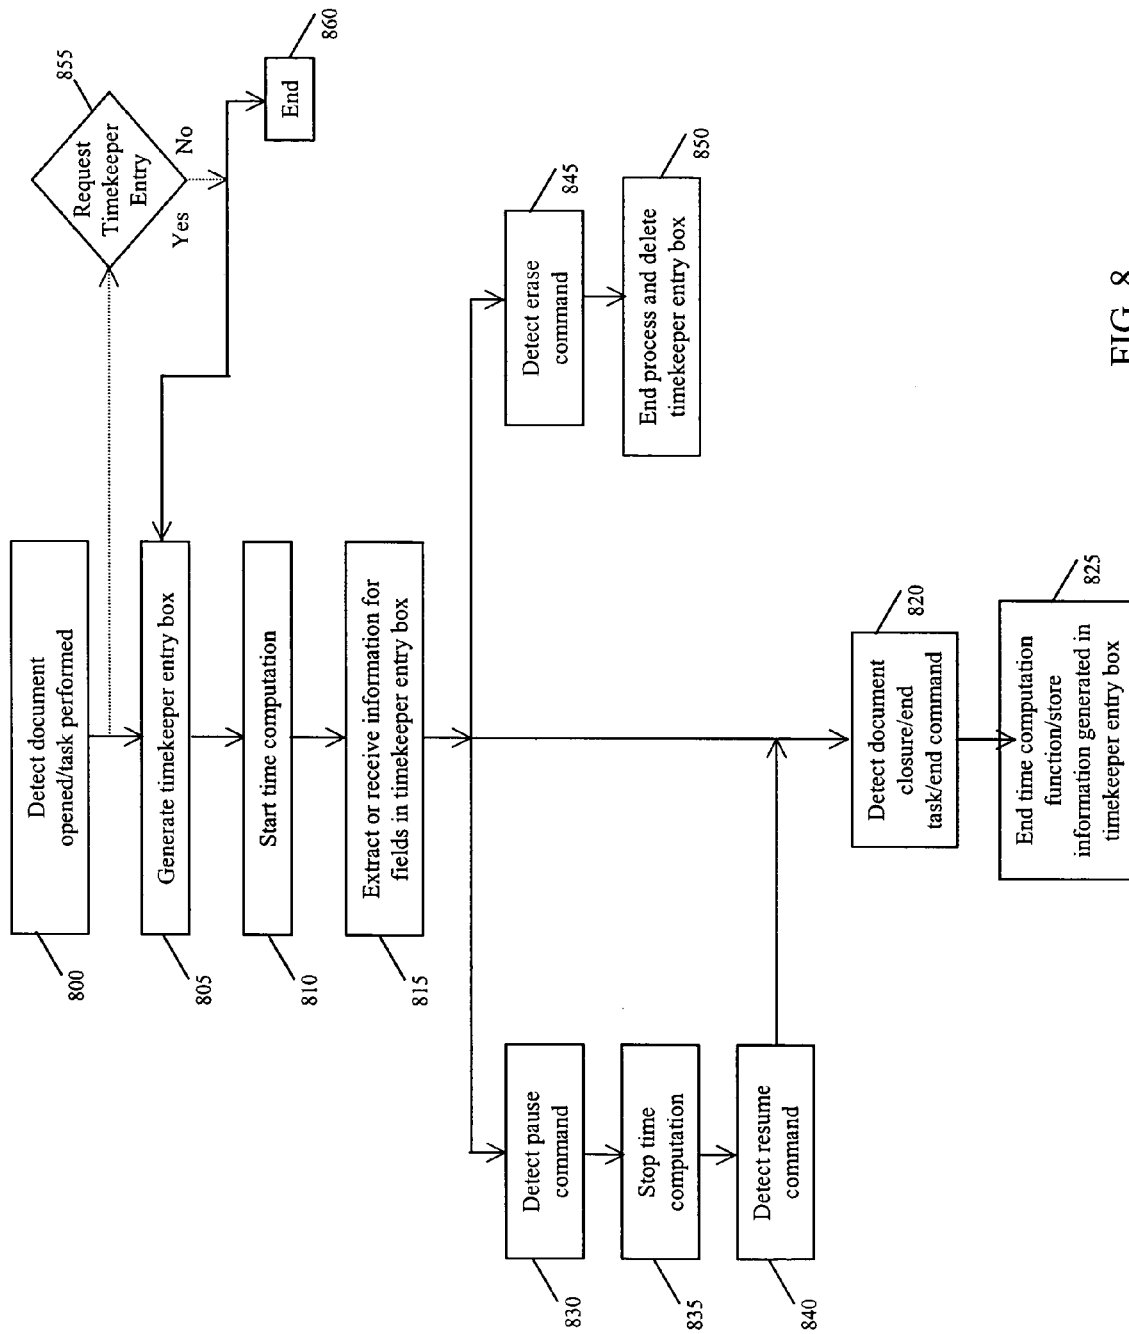 Detect document
opened/task performed
800
Request
Timekeeper
Entry
855
Yes
No
End
860
Generate timekeeper entry box
805
Start time computation
810
Extract or receive information for
fields in timekeeper entry box
815
Detect pause
command
830
Stop time
computation
835
Detect resume
command
840
Detect erase
command
845
End process and delete
timekeeper entry box
850
Detect document
closure/end
task/end command
820
End time computation
function/store
information generated in
timekeeper entry box
825
FIG. 8